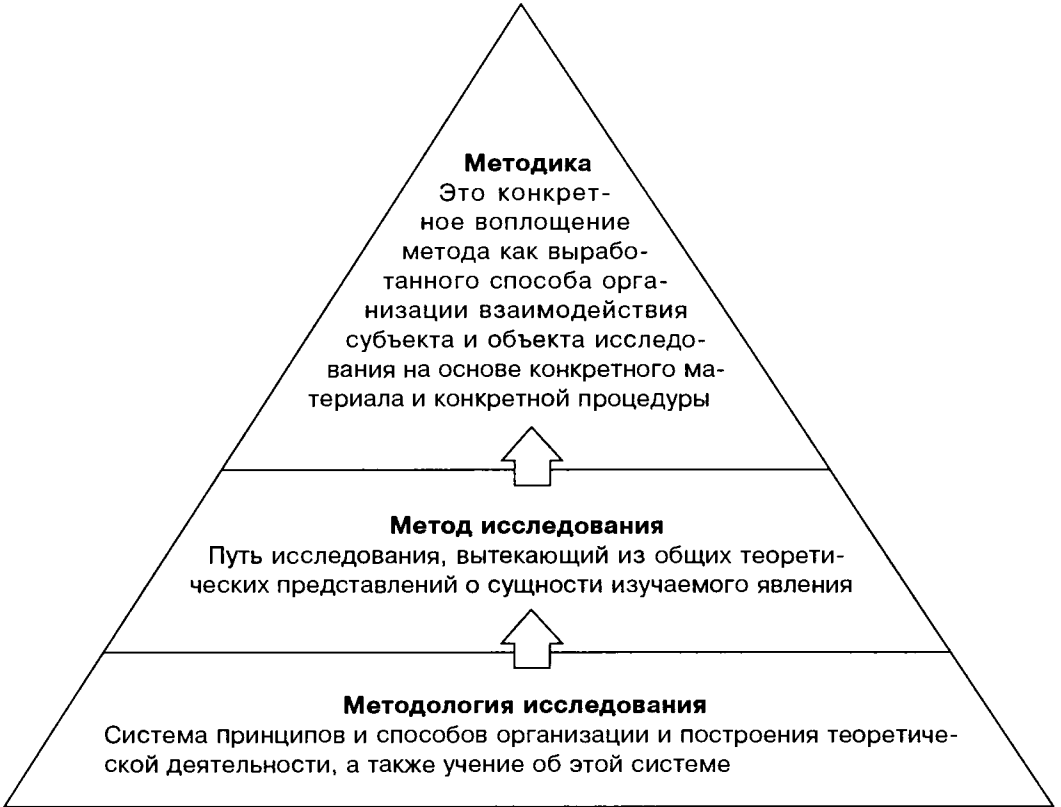 Методика
Это конкрет-
ное воплощение
метода как вырабо-
танного способа орга-
низации взаимодействия
субъекта и объекта исследо-
вания на основе конкретного ма-
териала и конкретной процедуры
Метод исследования
Путь исследования, вытекающий из общих теорети-
ческих представлений о сущности изучаемого явления
Методология исследования
Система принципов и способов организации и построения теоретиче-
ской деятельности, а также учение об этой системе